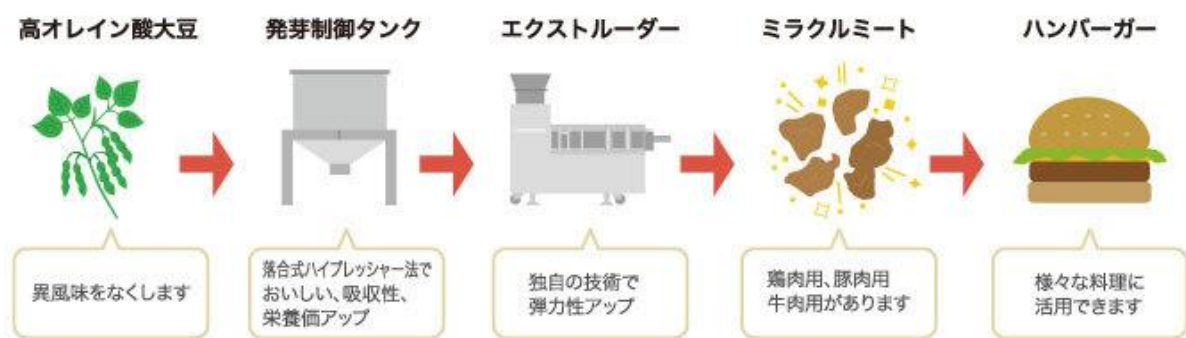 高オレイン酸大豆
発芽制御タンク
エクストルーダー
ミラクルミート
ハンバーガー
異風味をなくします
落合式ハイプレッシャー法で
おいしい、吸収性、
栄養価アップ
独自の技術で
弾力性アップ
鶏肉用、豚肉用
牛肉用があります
様々な料理に
活用できます